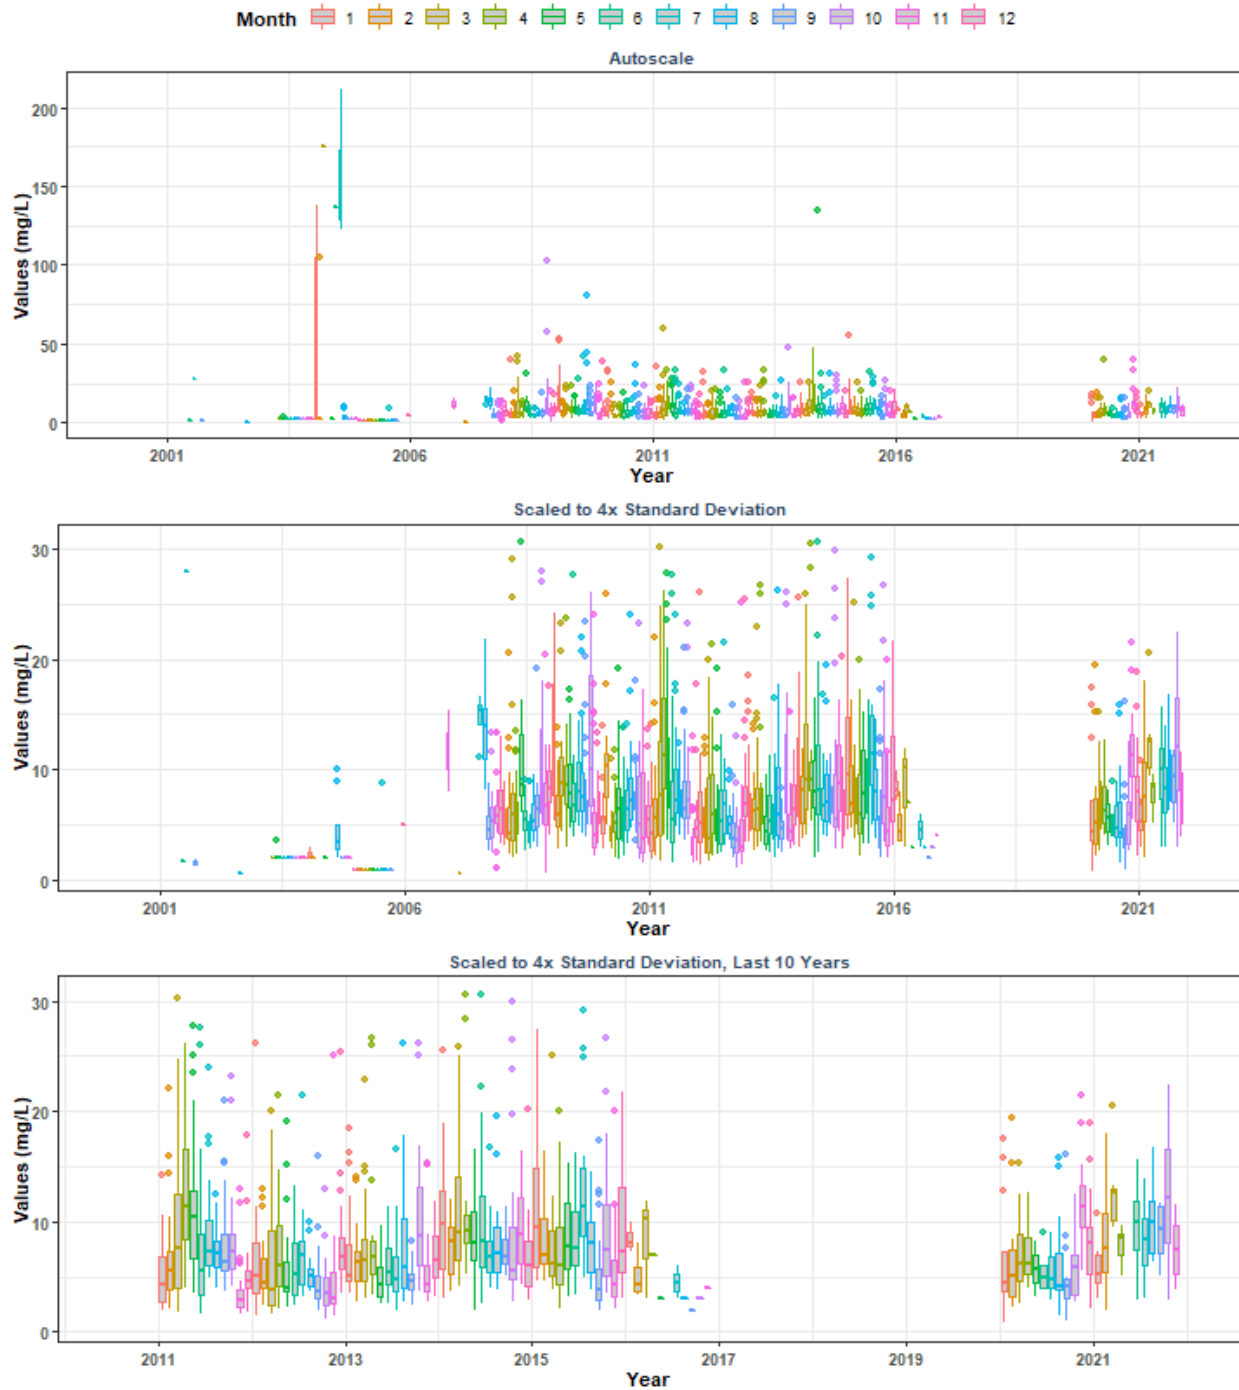 Month 1 2 3 4 5 6 7 8 9 10 11 12
Autoscale
Values (mg/L)
200
150
100
50
0
2001 2006 2011 2016 2021
Year
Scaled to 4x Standard Deviation
Values (mg/L)
30
20
10
0
2001 2006 2011 2016 2021
Year
Scaled to 4x Standard Deviation, Last 10 Years
Values (mg/L)
30
20
10
0
2011 2013 2015 2017 2019 2021
Year